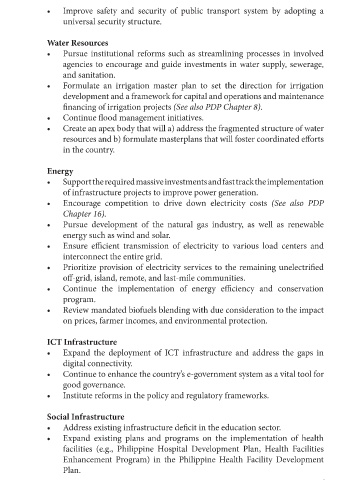 • Improve safety and security of public transport system by adopting a
universal security structure.
Water Resources
• Pursue institutional reforms such as streamlining processes in involved
agencies to encourage and guide investments in water supply, sewerage,
and sanitation.
• Formulate an irrigation master plan to set the direction for irrigation
development and a framework for capital and operations and maintenance
financing of irrigation projects (See also PDP Chapter 8).
• Continue flood management initiatives.
• Create an apex body that will a) address the fragmented structure of water
resources and b) formulate masterplans that will foster coordinated efforts
in the country.
Energy
• Support the required massive investments and fast track the implementation
of infrastructure projects to improve power generation.
• Encourage competition to drive down electricity costs (See also PDP
Chapter 16).
• Pursue development of the natural gas industry, as well as renewable
energy such as wind and solar.
• Ensure efficient transmission of electricity to various load centers and
interconnect the entire grid.
• Prioritize provision of electricity services to the remaining unelectrified
off-grid, island, remote, and last-mile communities.
• Continue the implementation of energy efficiency and conservation
program.
• Review mandated biofuels blending with due consideration to the impact
on prices, farmer incomes, and environmental protection.
ICT Infrastructure
• Expand the deployment of ICT infrastructure and address the gaps in
digital connectivity.
• Continue to enhance the country's e-government system as a vital tool for
good governance.
• Institute reforms in the policy and regulatory frameworks.
Social Infrastructure
• Address existing infrastructure deficit in the education sector.
• Expand existing plans and programs on the implementation of health
facilities (e.g., Philippine Hospital Development Plan, Health Facilities
Enhancement Program) in the Philippine Health Facility Development
Plan.